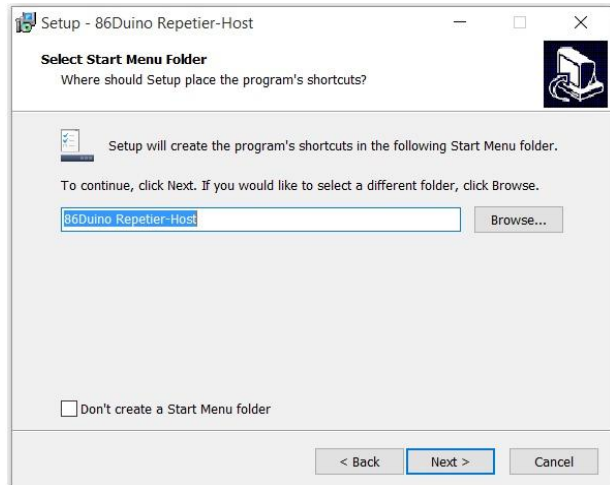 Setup - 86Duino Repetier-Host
Select Start Menu Folder
Where should Setup place the program's shortcuts?
Setup will create the program's shortcuts in the following Start Menu folder.
To continue, click Next. If you would like to select a different folder, click Browse.
86Duino Repetier-Host
Browse...
Don't create a Start Menu folder
< Back
Next >
Cancel